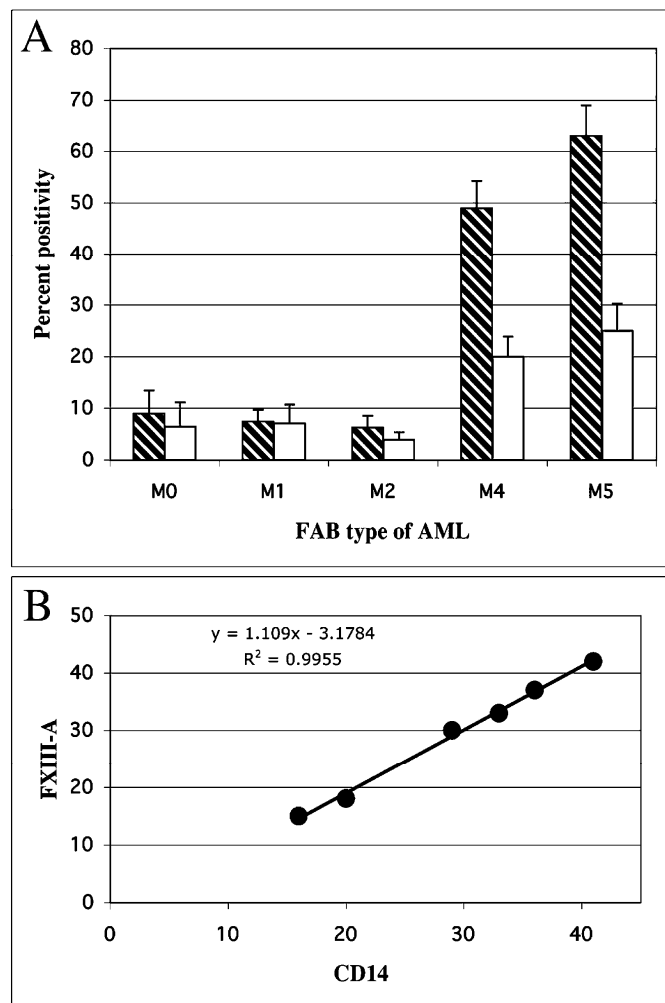 A
80
70
60
50
40
30
20
10
0
Percent positivity
M0 M1 M2 M4 M5
FAB type of AML
B
50
40
30
20
10
0
y = 1.109x - 3.1784
R² = 0.9955
FXIII-A
0 10 20 30 40
CD14